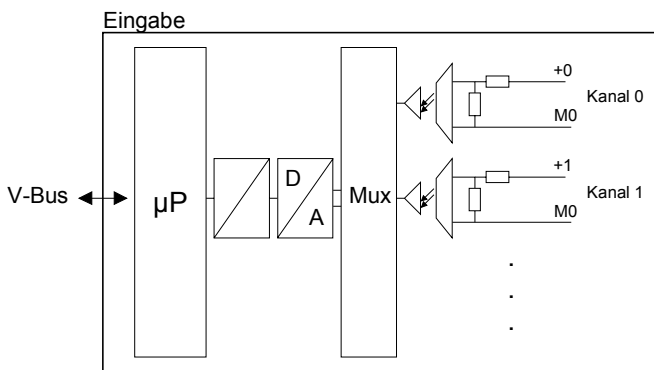 Eingabe
+0
Kanal 0
M0
+1
Kanal 1
M0
D
A
V-Bus
µP
Mux
.
.
.